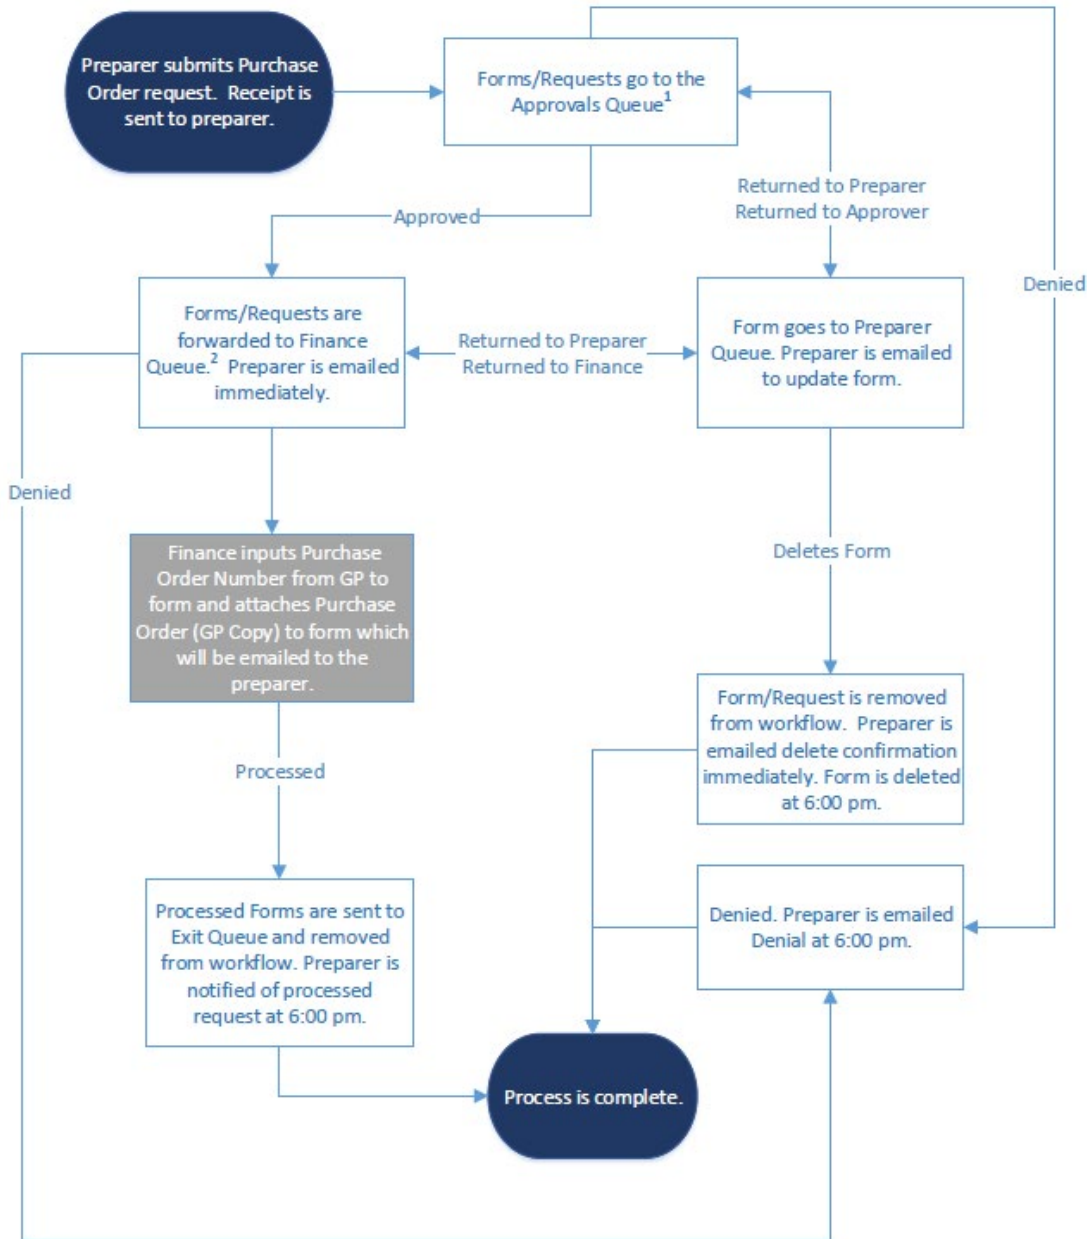 Preparer submits Purchase
Order request.  Receipt is
sent to preparer.
Forms/Requests go to the
Approvals Queue¹
Returned to Preparer
Returned to Approver
Approved
Denied
Forms/Requests are
forwarded to Finance
Queue.²  Preparer is emailed
immediately.
Returned to Preparer
Returned to Finance
Form goes to Preparer
Queue. Preparer is emailed
to update form.
Denied
Finance inputs Purchase
Order Number from GP to
form and attaches Purchase
Order (GP Copy) to form which
will be emailed to the
preparer.
Deletes Form
Form/Request is removed
from workflow.  Preparer is
emailed delete confirmation
immediately. Form is deleted
at 6:00 pm.
Processed
Processed Forms are sent to
Exit Queue and removed
from workflow. Preparer is
notified of processed
request at 6:00 pm.
Denied. Preparer is emailed
Denial at 6:00 pm.
Process is complete.